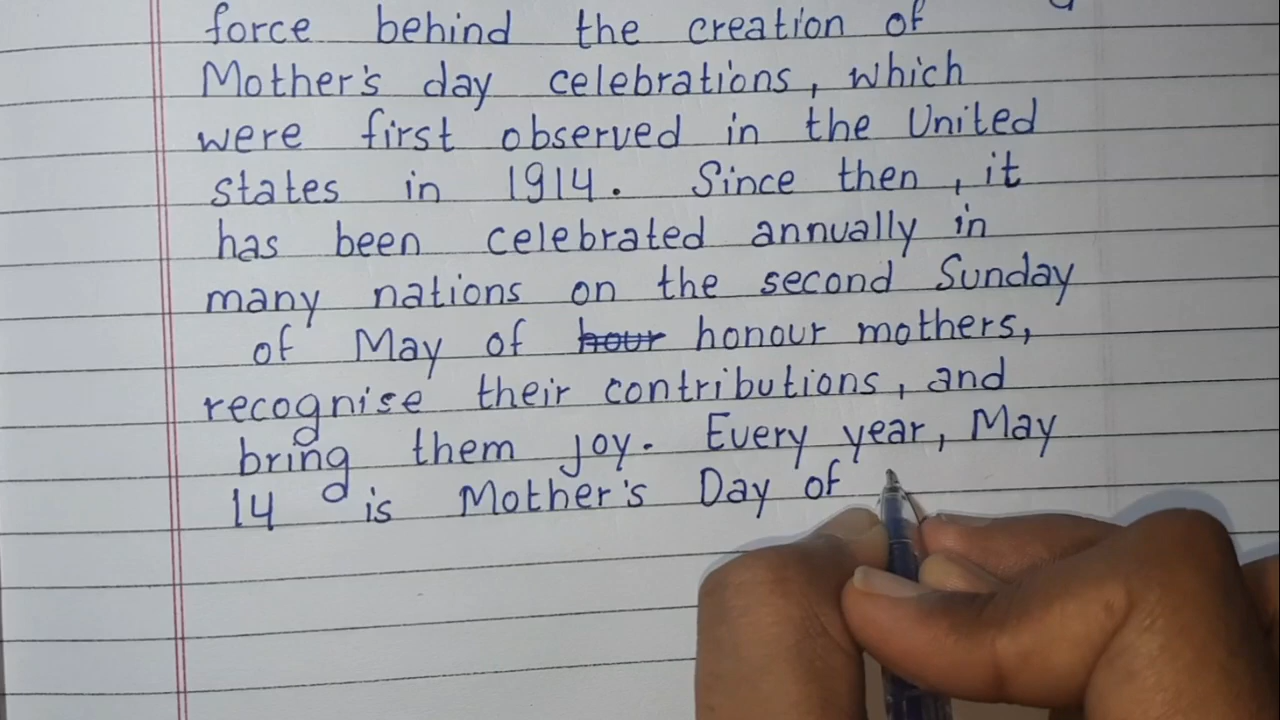 force behind the creation of
Mother's day celebrations, which
were first observed in the United
states in 1914. Since then, it
has been celebrated annually in
many nations on the second Sunday
of May of hour honour mothers,
recognise their contributions, and
bring them joy. Every year, May
14 is Mother's Day of